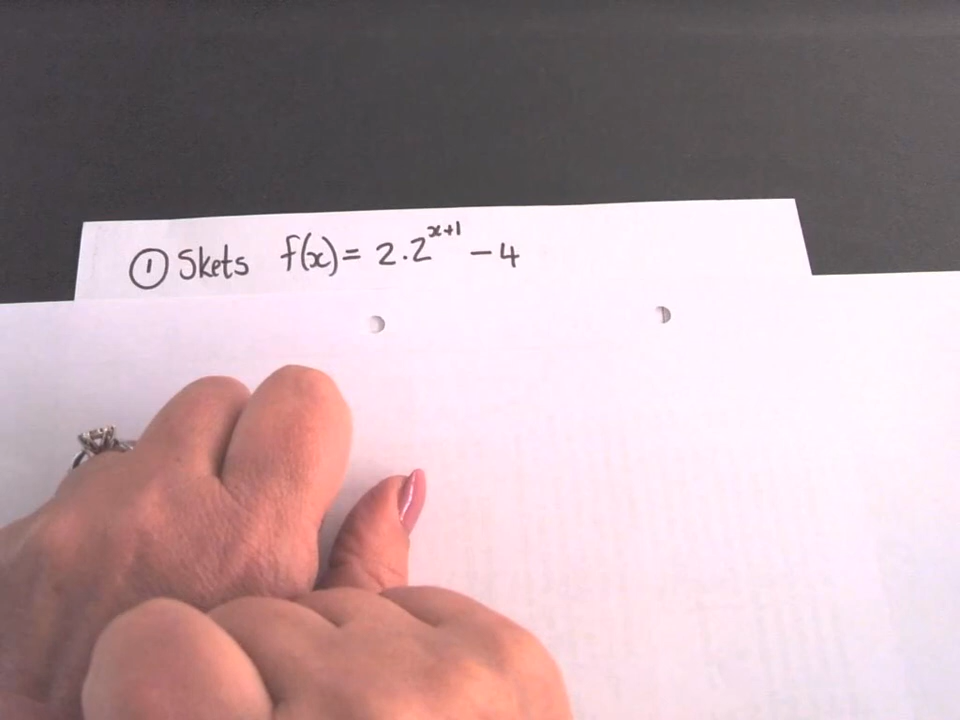 ① Skets f(x) = 2.2^{x+1} - 4